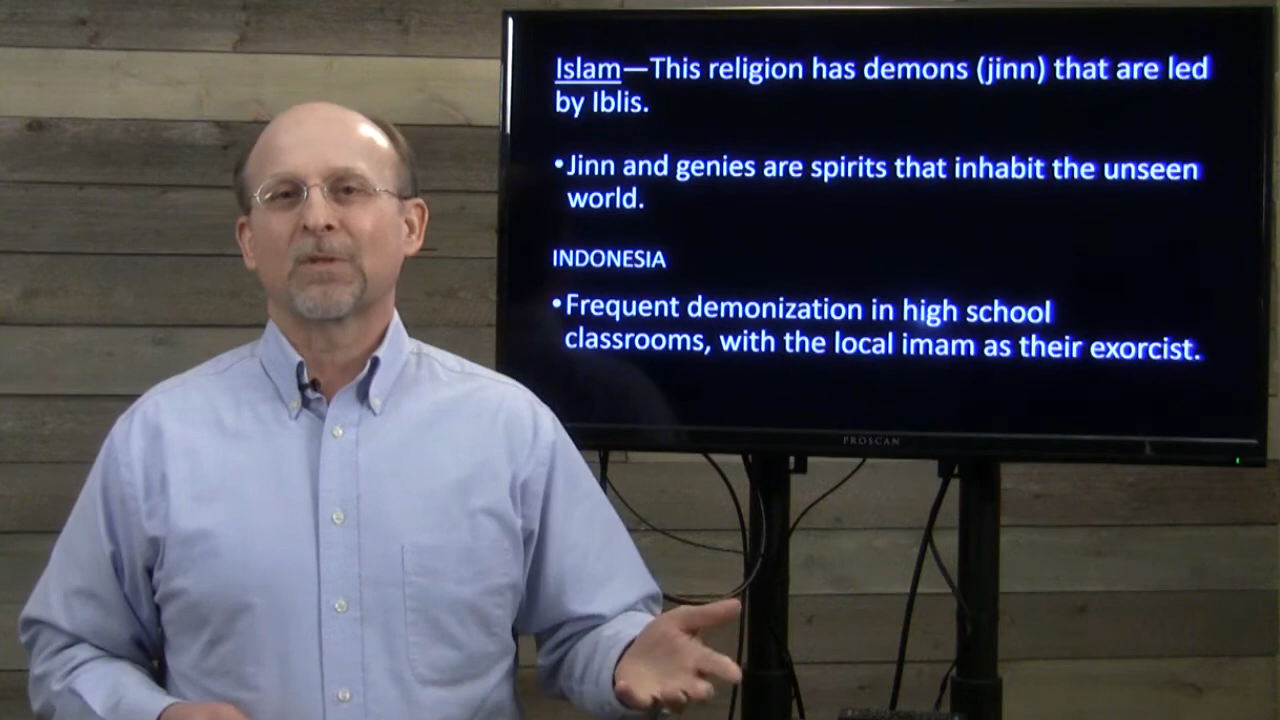 Islam—This religion has demons (jinn) that are led
by Iblis.
•Jinn and genies are spirits that inhabit the unseen
world.
INDONESIA
•Frequent demonization in high school
classrooms, with the local imam as their exorcist.
PROSCAN